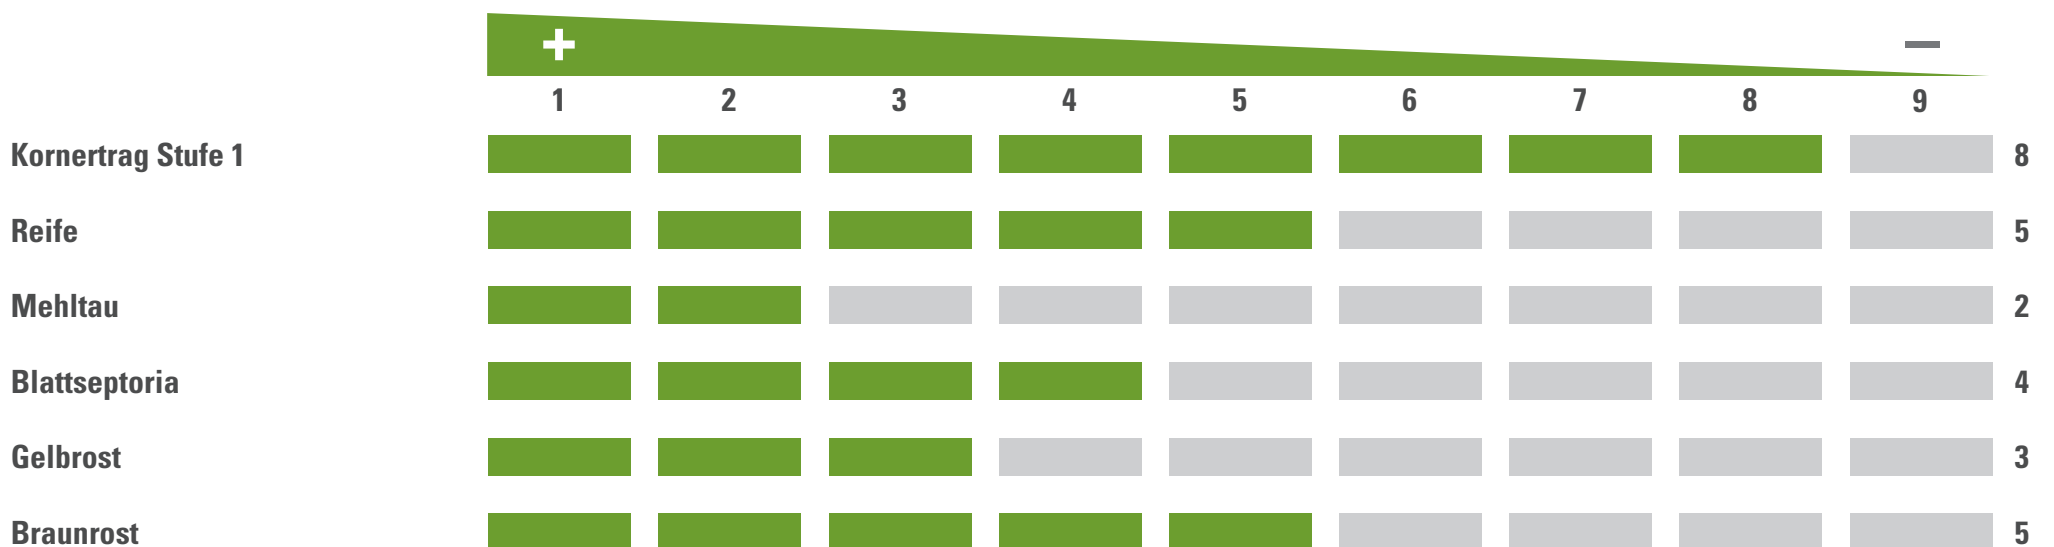 + −
1 2 3 4 5 6 7 8 9
Kornertrag Stufe 1 8
Reife 5
Mehltau 2
Blattseptoria 4
Gelbrost 3
Braunrost 5